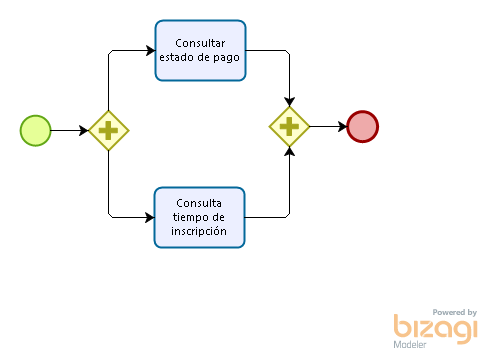 Consultar
estado de pago
Consulta
tiempo de
inscripción
Powered by
bizagi
Modeler